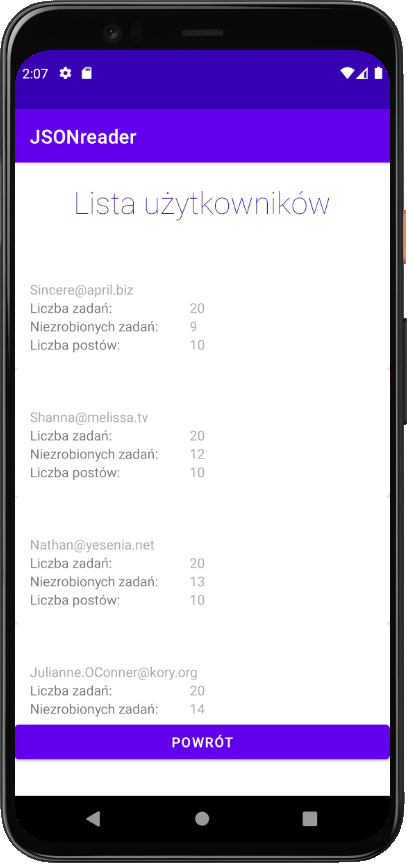 2:07
JSONreader
Lista użytkowników
Sincere@april.biz
Liczba zadań: 20
Niezrobionych zadań: 9
Liczba postów: 10
Shanna@melissa.tv
Liczba zadań: 20
Niezrobionych zadań: 12
Liczba postów: 10
Nathan@yesenia.net
Liczba zadań: 20
Niezrobionych zadań: 13
Liczba postów: 10
Julianne.OConner@kory.org
Liczba zadań: 20
Niezrobionych zadań: 14
POWRÓT